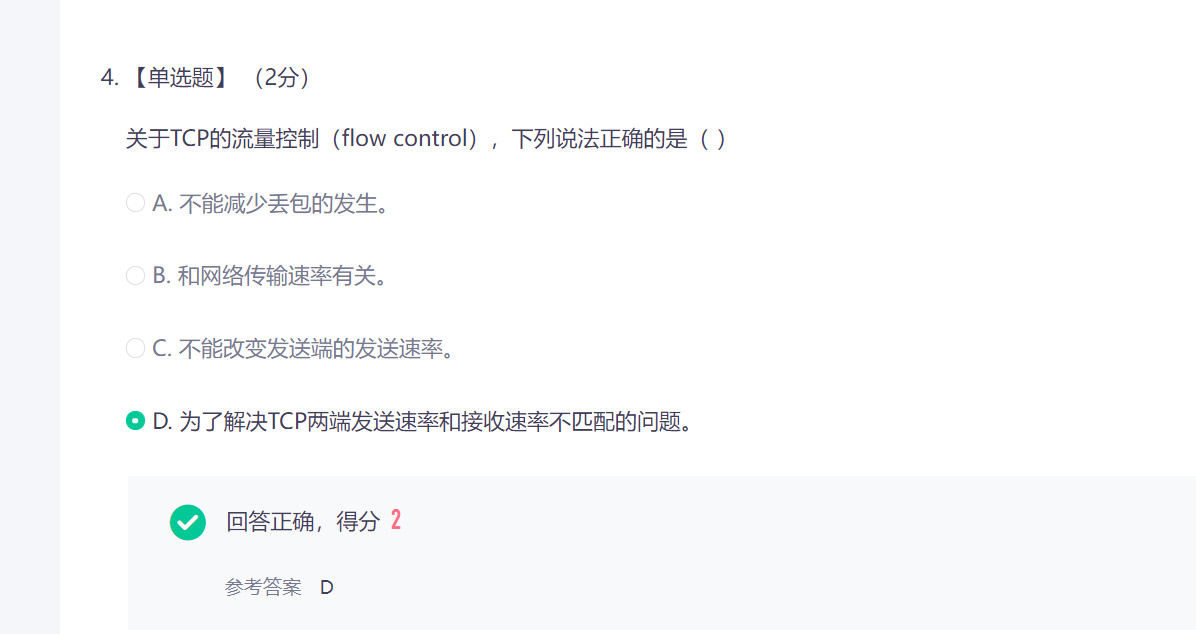 4. 【单选题】 （2分）
关于TCP的流量控制（flow control），下列说法正确的是（ ）
A. 不能减少丢包的发生。
B. 和网络传输速率有关。
C. 不能改变发送端的发送速率。
D. 为了解决TCP两端发送速率和接收速率不匹配的问题。
回答正确，得分 2
参考答案 D